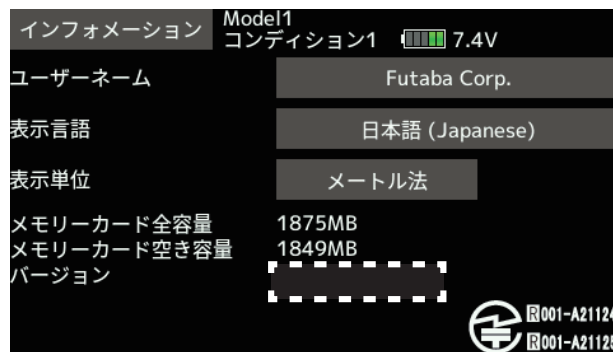 インフォメーション
Model1
コンディション1 7.4V
ユーザーネーム Futaba Corp.
表示言語 日本語 (Japanese)
表示単位 メートル法
メモリーカード全容量 1875MB
メモリーカード空き容量 1849MB
バージョン
R001-A21124